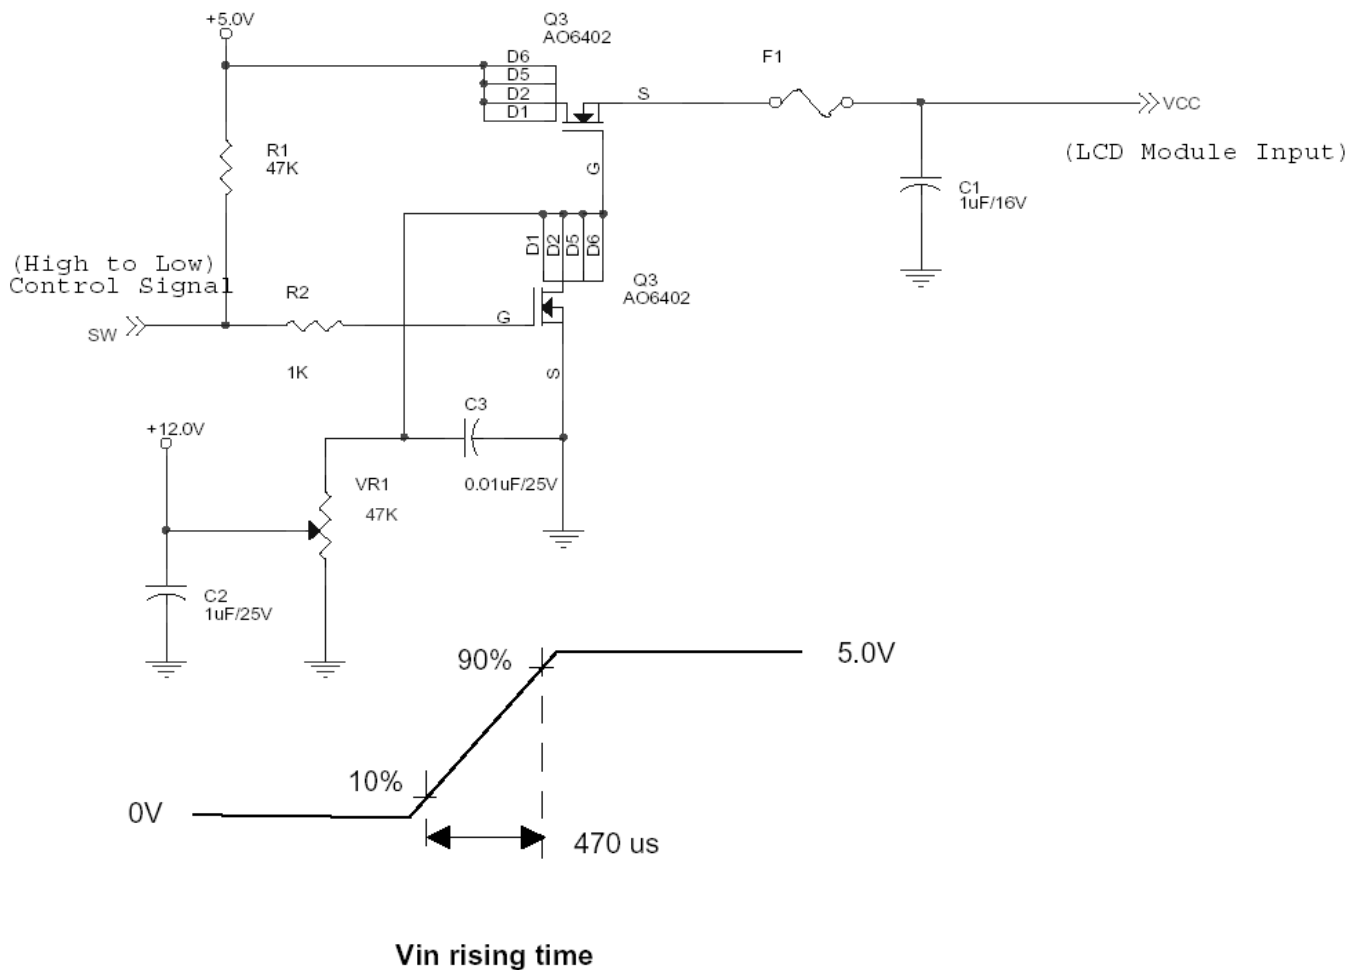 +5.0V
Q3
AO6402
D6
D5
D2
D1
S
F1
VCC
(LCD Module Input)
R1
47K
G
C1
1uF/16V
D1
D2
D5
D6
(High to Low)
Control Signal
R2
Q3
AO6402
SW
G
1K
S
C3
+12.0V
VR1
47K
0.01uF/25V
C2
1uF/25V
90%
5.0V
10%
0V
470 us
Vin rising time